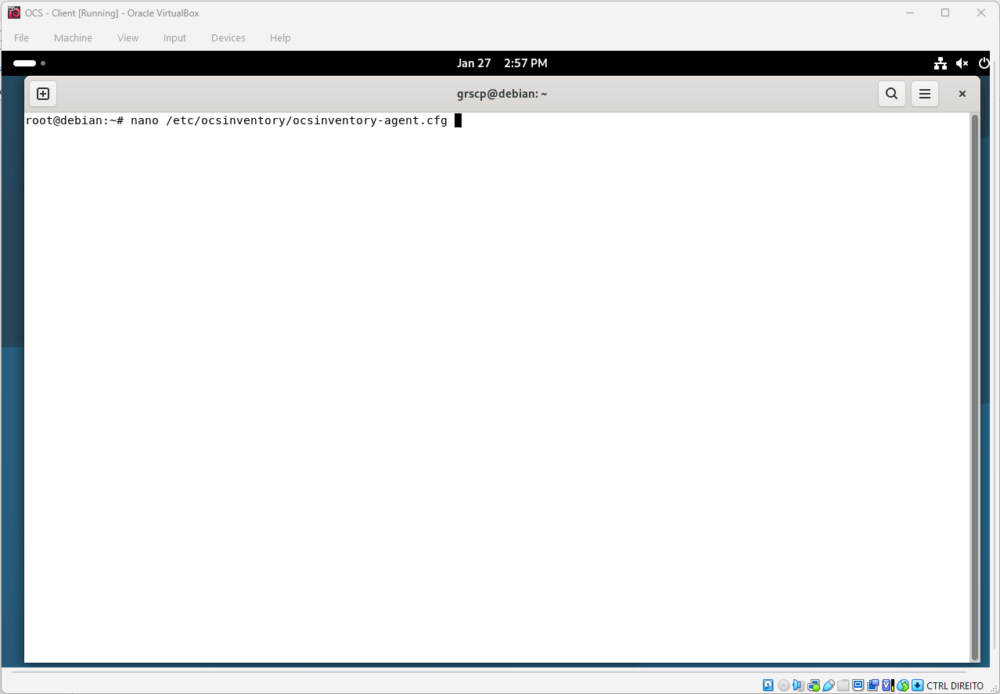 OCS - Client [Running] - Oracle VirtualBox
File Machine View Input Devices Help
Jan 27 2:57 PM
grscp@debian: ~
root@debian:~# nano /etc/ocsinventory/ocsinventory-agent.cfg
CTRL DIREITO